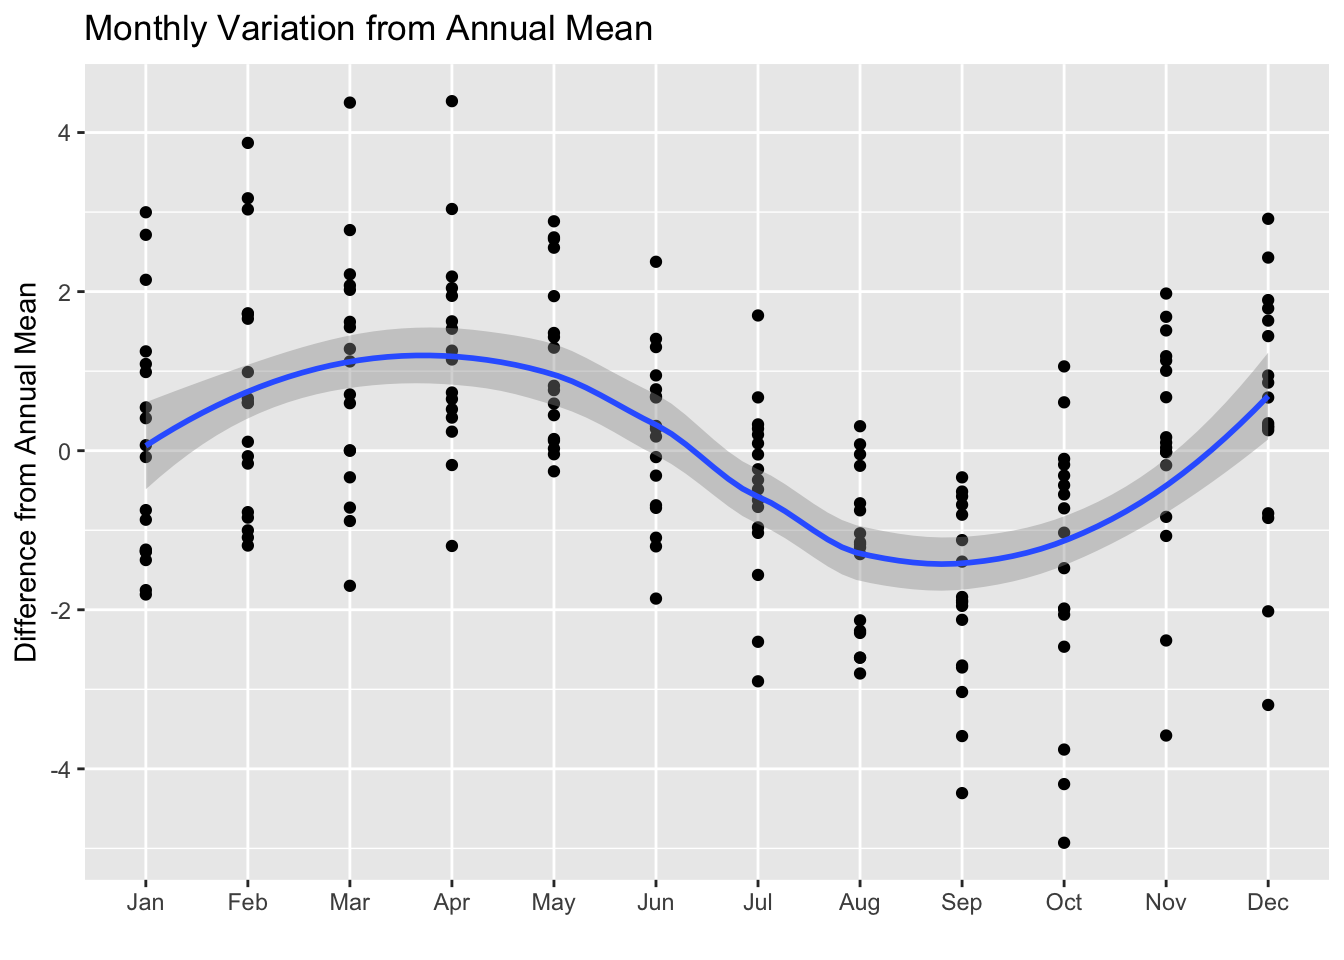 Monthly Variation from Annual Mean
Difference from Annual Mean
4
2
0
-2
-4
Jan Feb Mar Apr May Jun Jul Aug Sep Oct Nov Dec